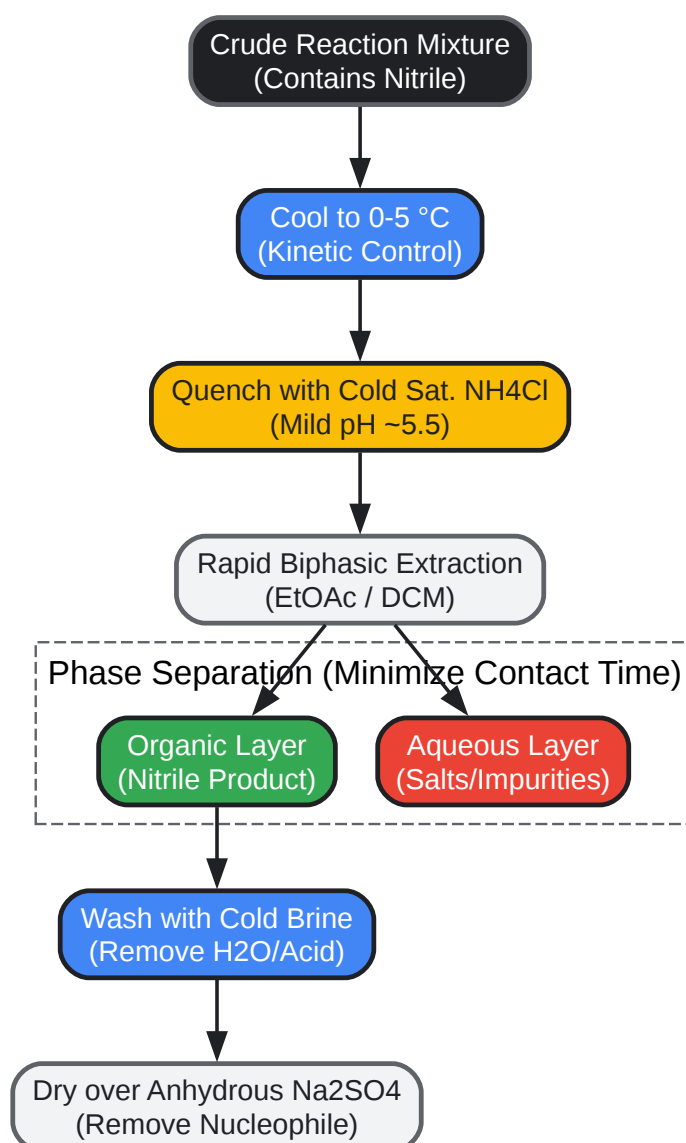 Crude Reaction Mixture
(Contains Nitrile)
Cool to 0-5 °C
(Kinetic Control)
Quench with Cold Sat. NH4Cl
(Mild pH ~5.5)
Rapid Biphasic Extraction
(EtOAc / DCM)
Phase Separation (Minimize Contact Time)
Organic Layer
(Nitrile Product)
Aqueous Layer
(Salts/Impurities)
Wash with Cold Brine
(Remove H2O/Acid)
Dry over Anhydrous Na2SO4
(Remove Nucleophile)